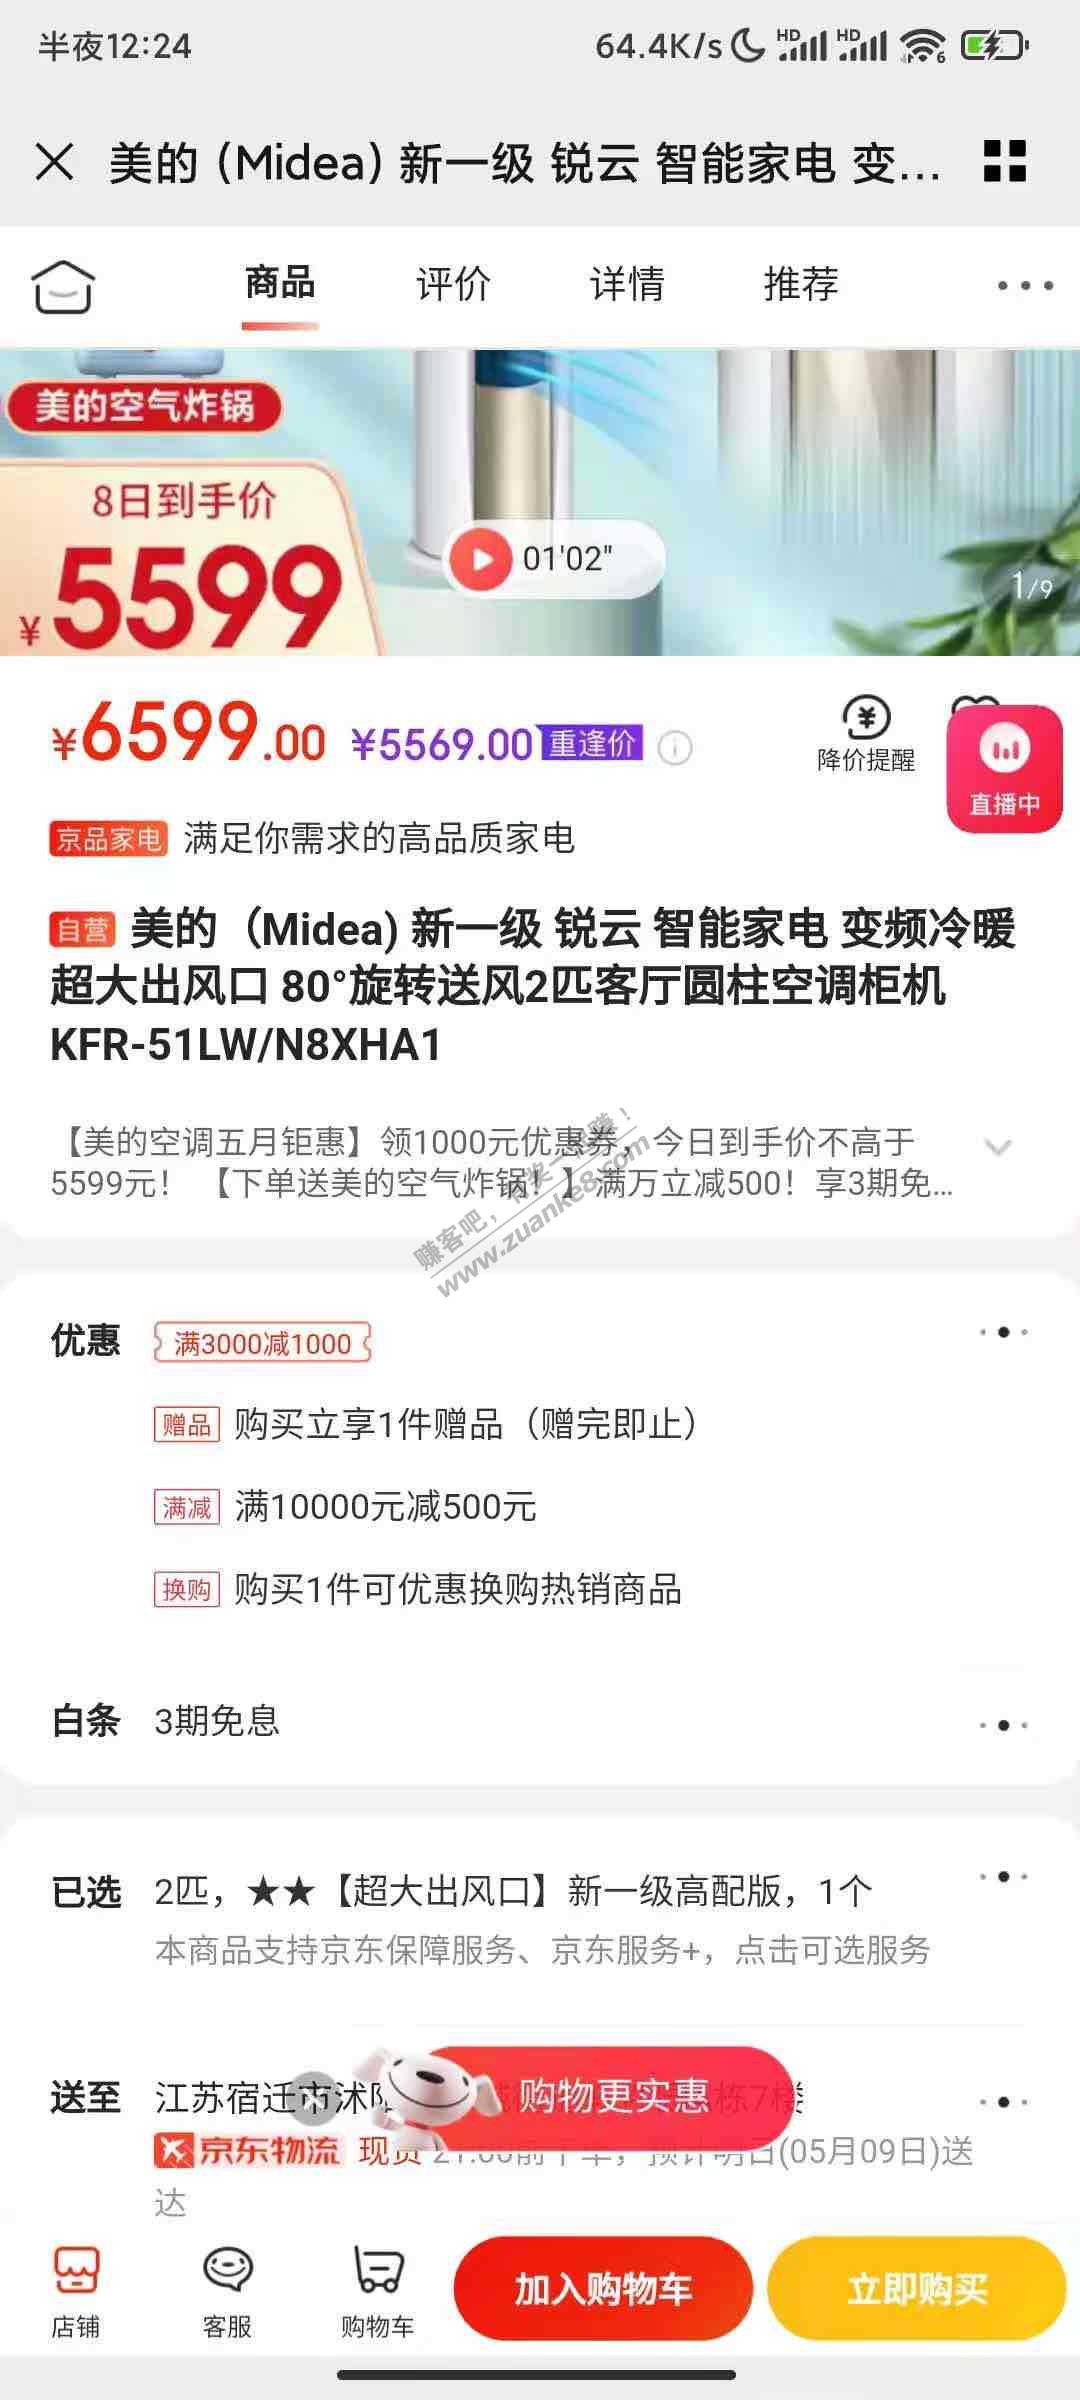 半夜12:24
64.4K/s HD HD 6
美的 (Midea) 新一级 锐云 智能家电 变...
商品 评价 详情 推荐
美的空气炸锅
8日到手价
¥5599
01'02"
1/9
¥6599.00 ¥5569.00 重逢价
降价提醒
直播中
京品家电 满足你需求的高品质家电
自营 美的（Midea) 新一级 锐云 智能家电 变频冷暖
超大出风口 80°旋转送风2匹客厅圆柱空调柜机
KFR-51LW/N8XHA1
【美的空调五月钜惠】领1000元优惠券，今日到手价不高于
5599元！【下单送美的空气炸锅！】满万立减500！享3期免...
赚客吧，有奖一起赚！
www.zuanke8.com
优惠 满3000减1000
赠品 购买立享1件赠品（赠完即止）
满减 满10000元减500元
换购 购买1件可优惠换购热销商品
白条 3期免息
已选 2匹，★★【超大出风口】新一级高配版，1个
本商品支持京东保障服务、京东服务+，点击可选服务
送至 江苏宿迁市沭 栋7楼
购物更实惠
京东物流 现货 21:00前下单，预计明日(05月09日)送
达
店铺 客服 购物车 加入购物车 立即购买